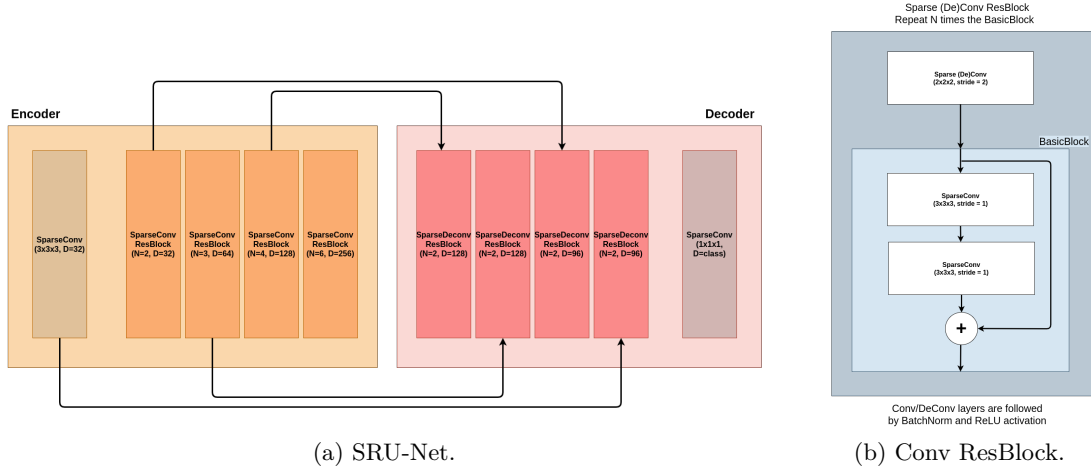 Encoder
SparseConv
(3x3x3, D=32)
SparseConv
ResBlock
(N=2, D=32)
SparseConv
ResBlock
(N=3, D=64)
SparseConv
ResBlock
(N=4, D=128)
SparseConv
ResBlock
(N=6, D=256)
Decoder
SparseDeconv
ResBlock
(N=2, D=128)
SparseDeconv
ResBlock
(N=2, D=128)
SparseDeconv
ResBlock
(N=2, D=96)
SparseDeconv
ResBlock
(N=2, D=96)
SparseConv
(1x1x1,
D=class)
(a) SRU-Net.
Sparse (De)Conv ResBlock
Repeat N times the BasicBlock
Sparse (De)Conv
(2x2x2, stride = 2)
BasicBlock
SparseConv
(3x3x3, stride = 1)
SparseConv
(3x3x3, stride = 1)
+
Conv/DeConv layers are followed
by BatchNorm and ReLU activation
(b) Conv ResBlock.